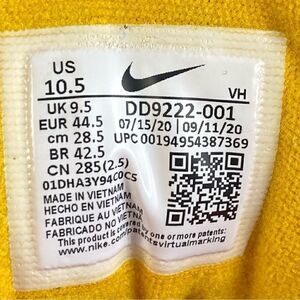 US
10.5
VH
UK 9.5
EUR 44.5
cm 28.5
BR 42.5
CN 285(2.5)
DD9222-001
07/15/20 | 09/11/20
UPC 00194954387369
01DHA3Y94C0CS
MADE IN VIETNAM
HECHO EN VIETNAM
FABRIQUE AU VIETNAM
FABRICADO NO VIETNAM
This product is covered by one or more patents:
www.nike.com/patentsvirtualmarking